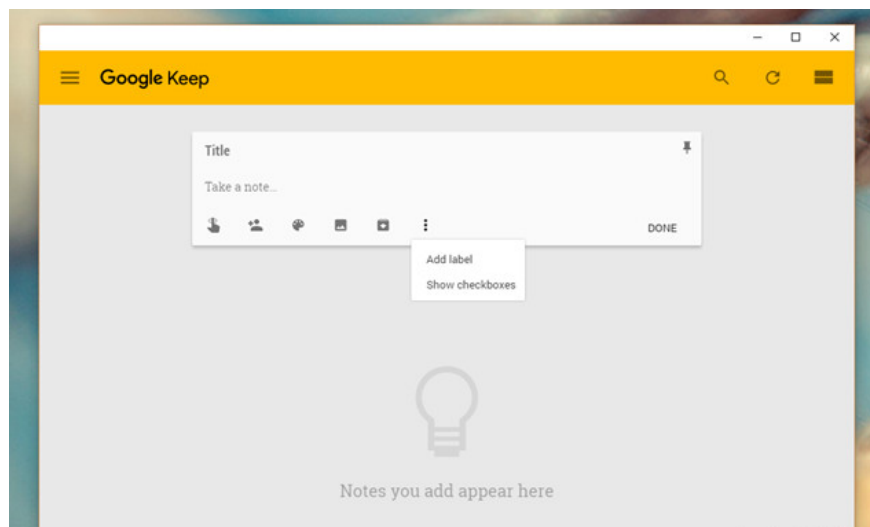 Google Keep
Title
Take a note...
DONE
Add label
Show checkboxes
Notes you add appear here